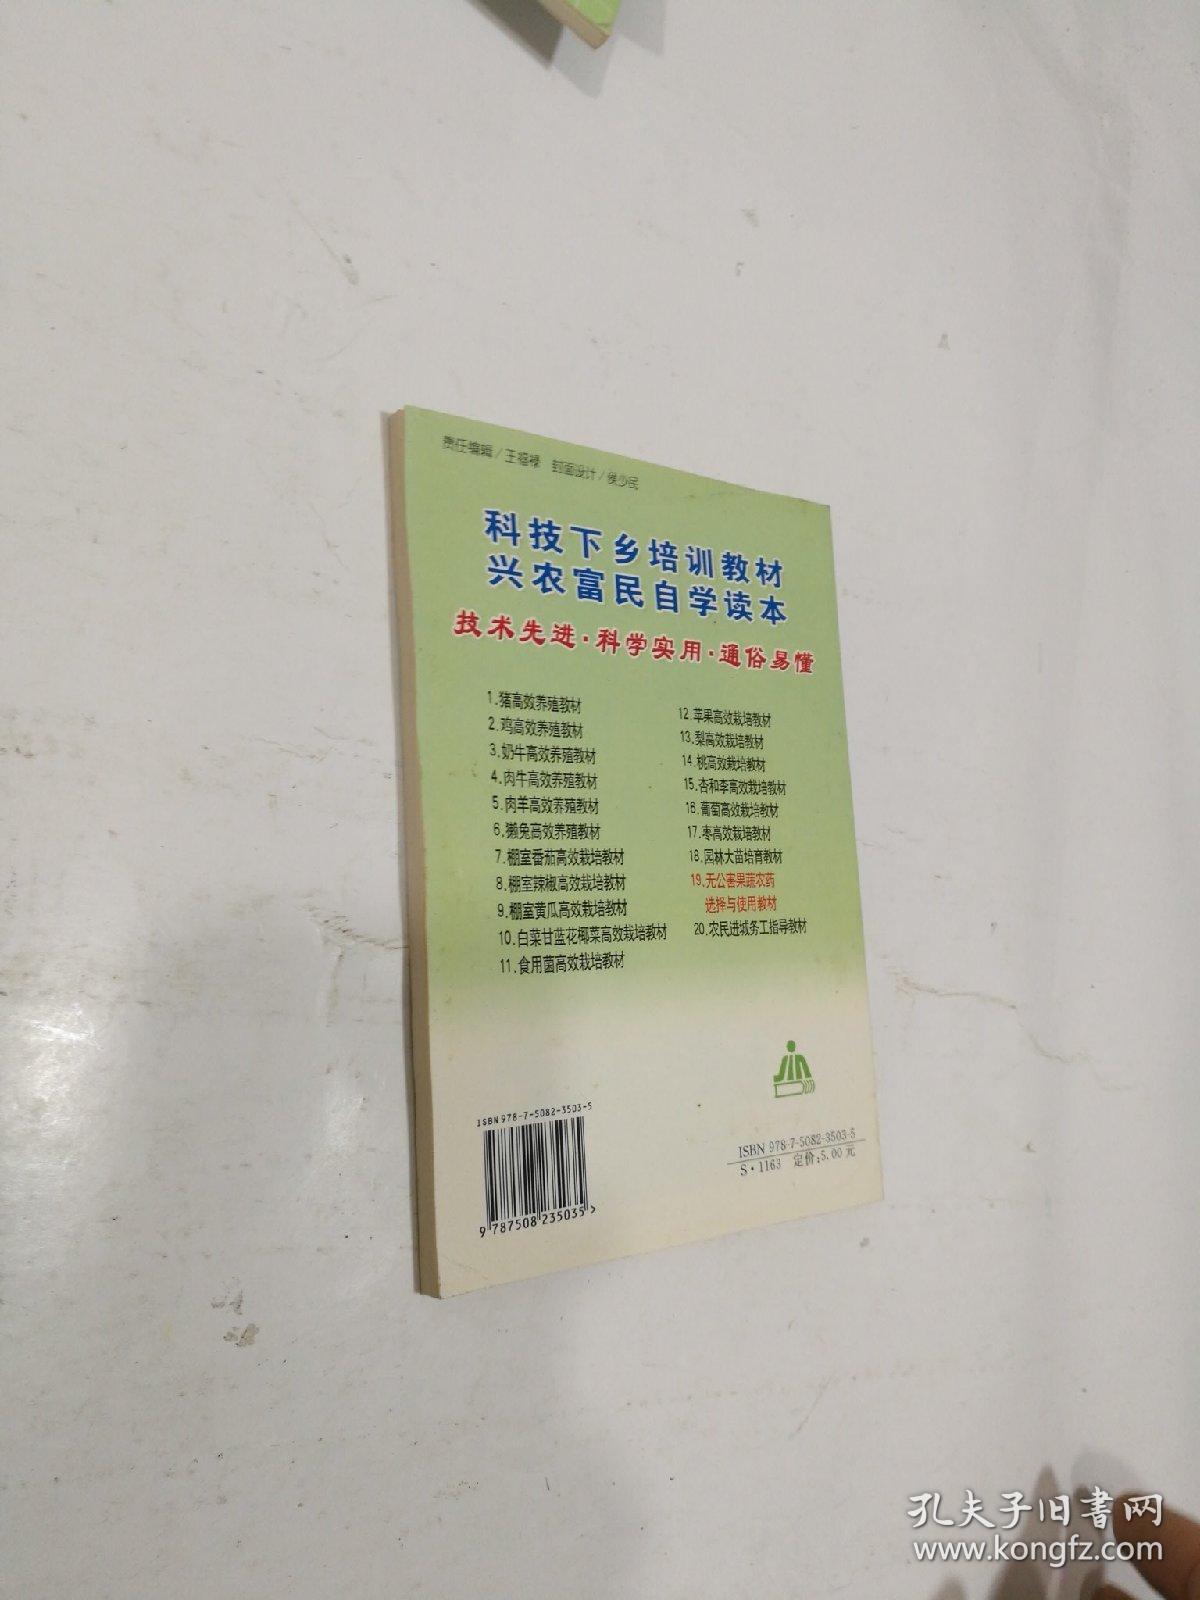 责任编辑/王福禄 封面设计/侯少民
科技下乡培训教材
兴农富民自学读本
技术先进·科学实用·通俗易懂
1.猪高效养殖教材
2.鸡高效养殖教材
3.奶牛高效养殖教材
4.肉牛高效养殖教材
5.肉羊高效养殖教材
6.獭兔高效养殖教材
7.棚室番茄高效栽培教材
8.棚室辣椒高效栽培教材
9.棚室黄瓜高效栽培教材
10.白菜甘蓝花椰菜高效栽培教材
11.食用菌高效栽培教材
12.苹果高效栽培教材
13.梨高效栽培教材
14.桃高效栽培教材
15.杏和李高效栽培教材
16.葡萄高效栽培教材
17.枣高效栽培教材
18.园林大苗培育教材
19.无公害果蔬农药
选择与使用教材
20.农民进城务工指导教材
ISBN 978-7-5082-3503-5
9 787508 235035 >
ISBN 978-7-5082-3503-5
S·1163 定价:5.00元
孔夫子旧书网
www.kongfz.com